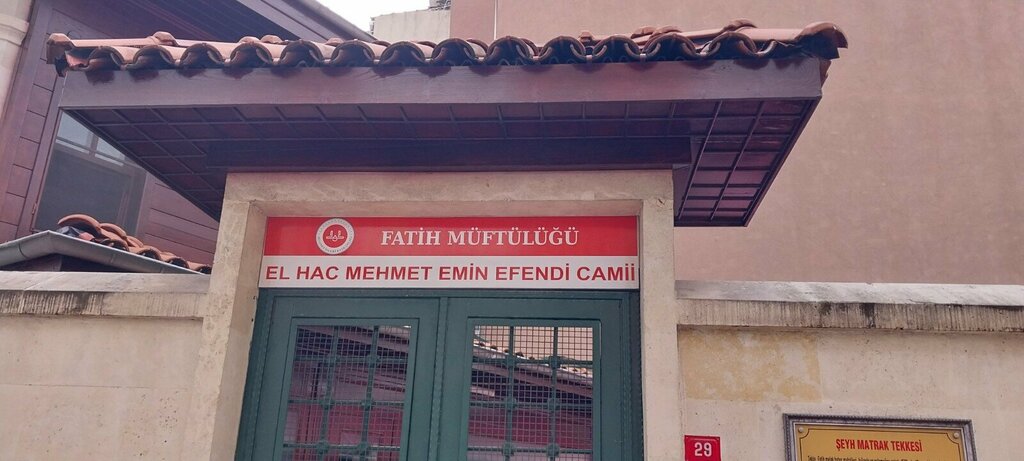 FATİH MÜFTÜLÜĞÜ
EL HAC MEHMET EMİN EFENDİ CAMİİ
29
ŞEYH MATRAK TEKKESİ